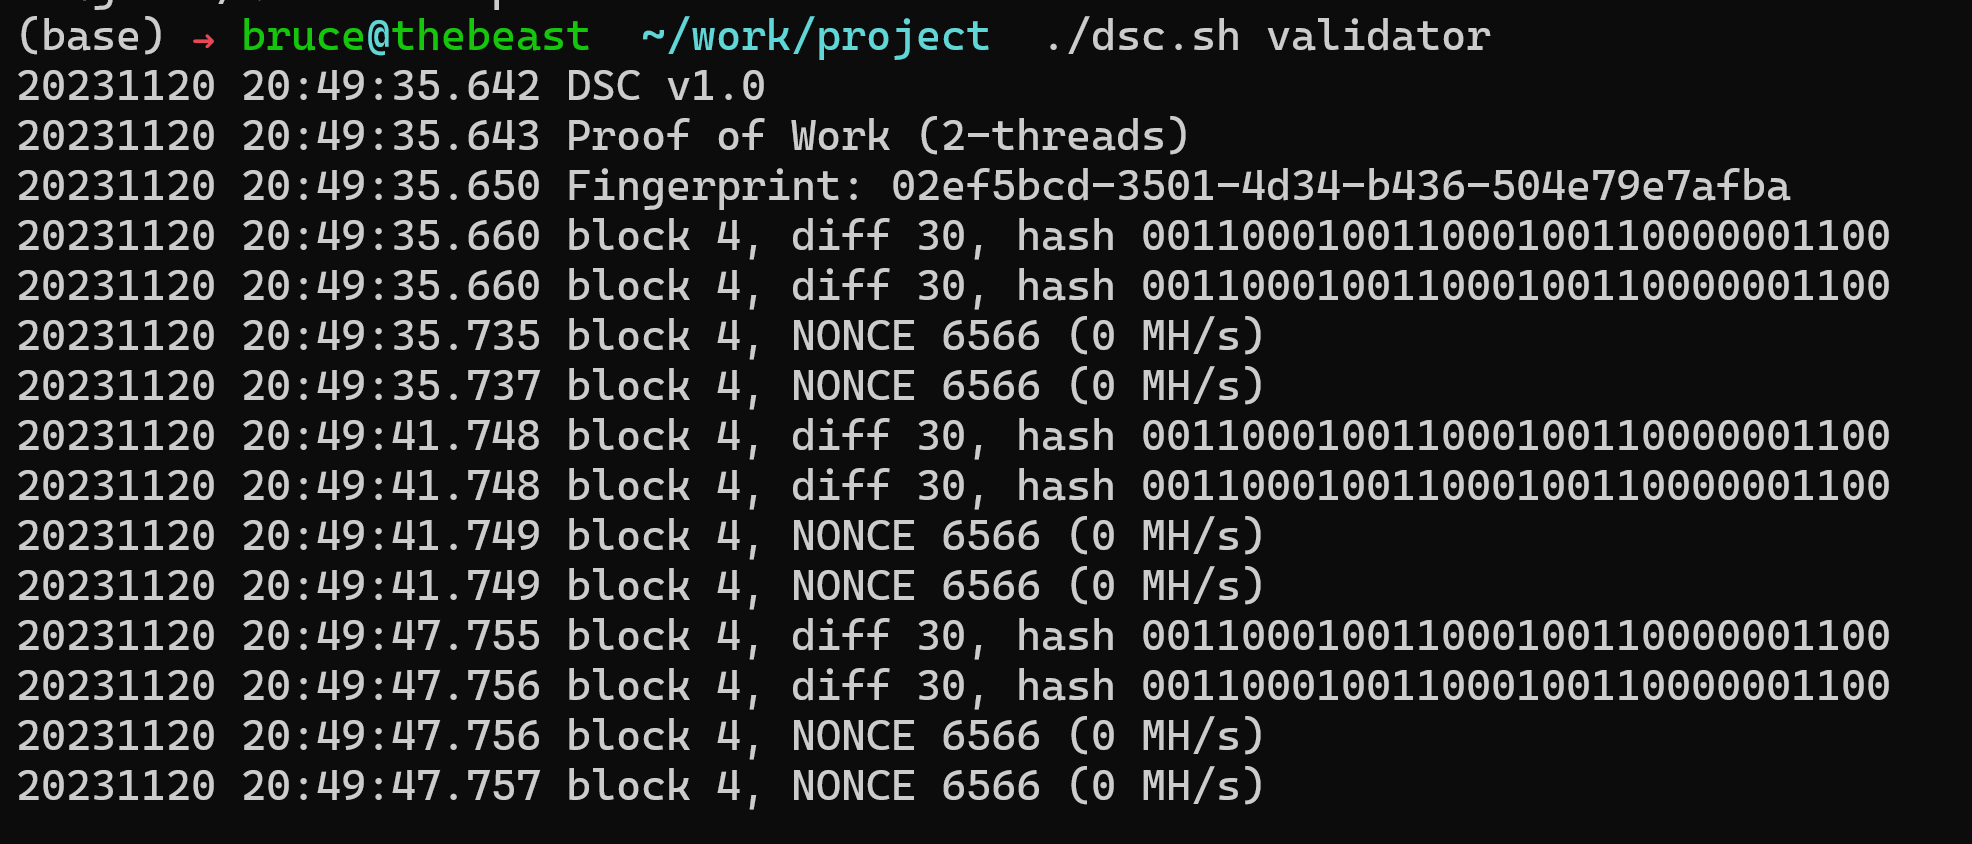 (base) → bruce@thebeast ~/work/project ./dsc.sh validator
20231120 20:49:35.642 DSC v1.0
20231120 20:49:35.643 Proof of Work (2-threads)
20231120 20:49:35.650 Fingerprint: 02ef5bcd-3501-4d34-b436-504e79e7afba
20231120 20:49:35.660 block 4, diff 30, hash 001100010011000100110000001100
20231120 20:49:35.660 block 4, diff 30, hash 001100010011000100110000001100
20231120 20:49:35.735 block 4, NONCE 6566 (0 MH/s)
20231120 20:49:35.737 block 4, NONCE 6566 (0 MH/s)
20231120 20:49:41.748 block 4, diff 30, hash 001100010011000100110000001100
20231120 20:49:41.748 block 4, diff 30, hash 001100010011000100110000001100
20231120 20:49:41.749 block 4, NONCE 6566 (0 MH/s)
20231120 20:49:41.749 block 4, NONCE 6566 (0 MH/s)
20231120 20:49:47.755 block 4, diff 30, hash 001100010011000100110000001100
20231120 20:49:47.756 block 4, diff 30, hash 001100010011000100110000001100
20231120 20:49:47.756 block 4, NONCE 6566 (0 MH/s)
20231120 20:49:47.757 block 4, NONCE 6566 (0 MH/s)